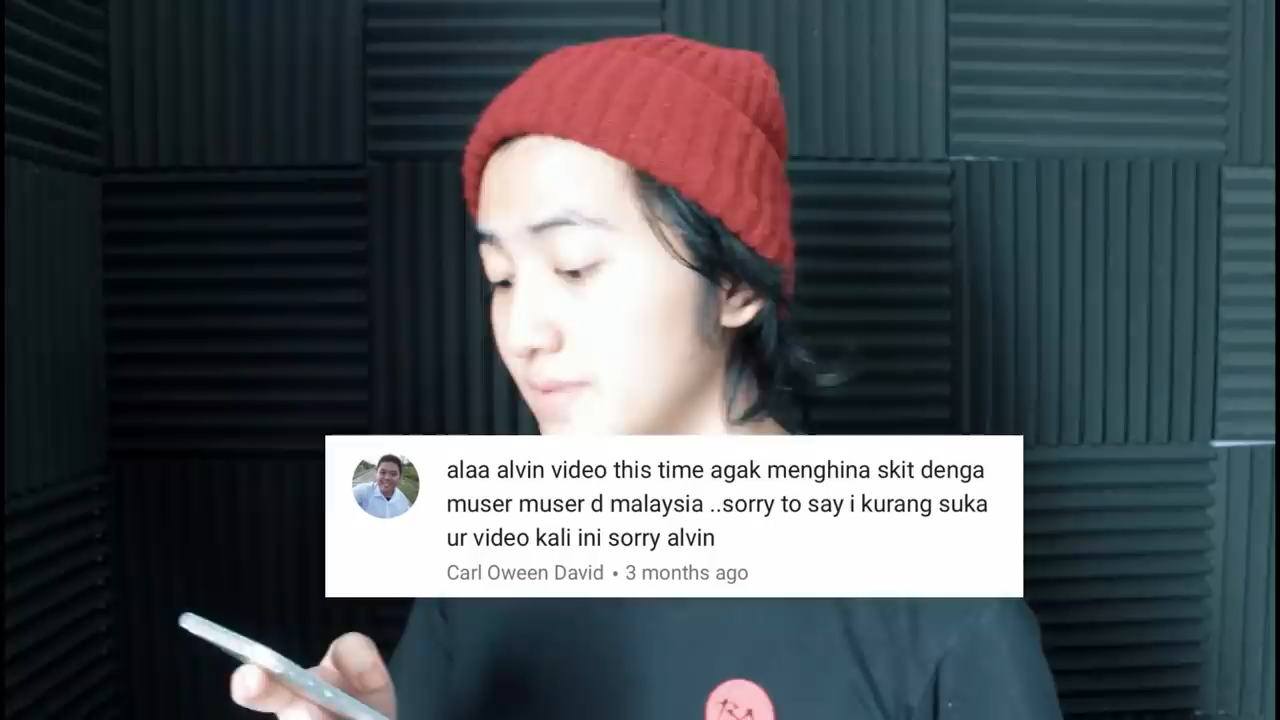 alaa alvin video this time agak menghina skit denga
muser muser d malaysia ..sorry to say i kurang suka
ur video kali ini sorry alvin
Carl Oween David • 3 months ago